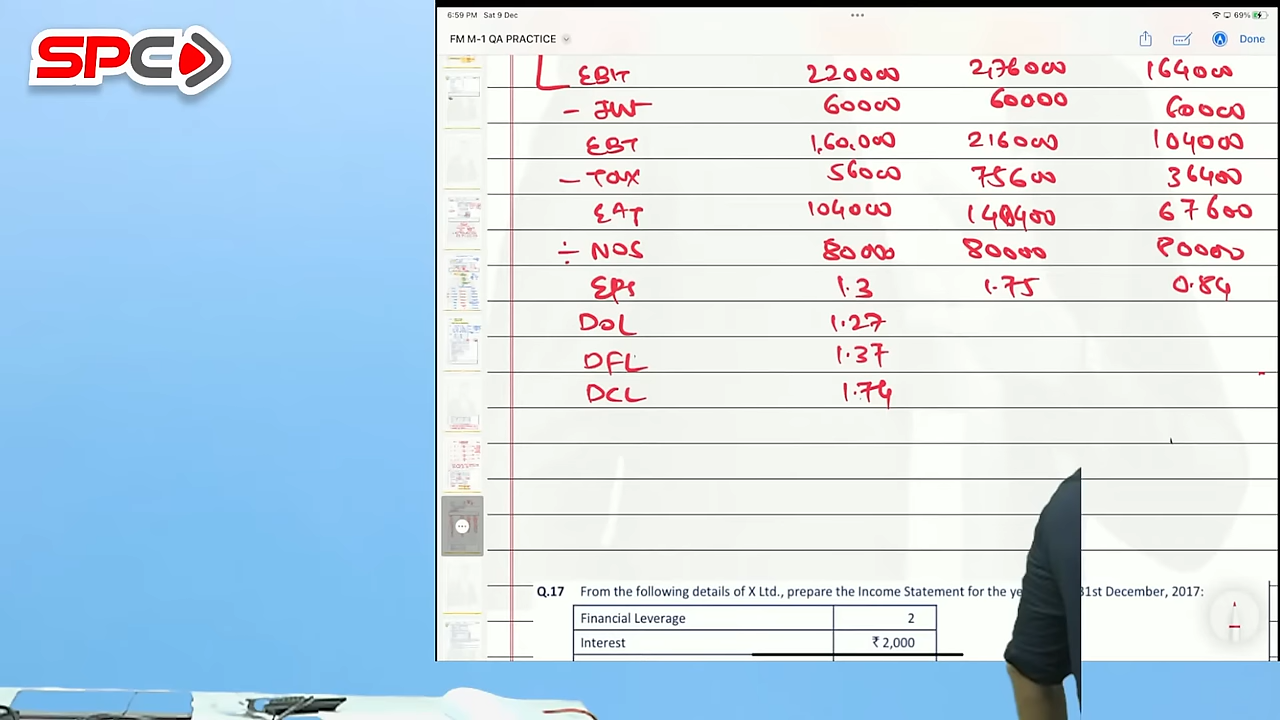 SPC
6:59 PM Sat 9 Dec
69%
FM M-1 QA PRACTICE
Done
EBIT 220000 2,76000 164000
- INT 60000 60000 60000
EBT 1,60,000 216000 104000
- Tax 56000 75600 36400
EAT 104000 140400 67600
÷ NOS 80000 80000 80000
EPS 1.3 1.75 0.84
DOL 1.27
DFL 1.37
DCL 1.74
Q.17 From the following details of X Ltd., prepare the Income Statement for the ye 31st December, 2017:
Financial Leverage 2
Interest ₹ 2,000